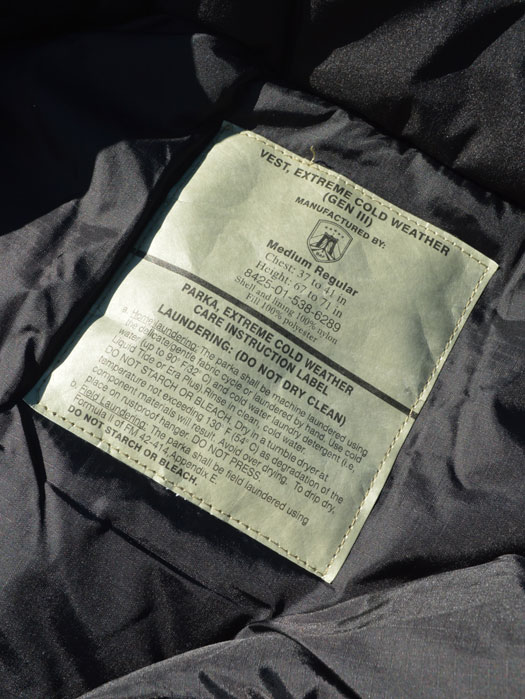 VEST, EXTREME COLD WEATHER
(GEN III)
MANUFACTURED BY:
Medium Regular
Chest: 37 to 41 in
Height: 67 to 71 in
8425-01-538-6289
Shell and lining 100% nylon
Fill 100% polyester
PARKA, EXTREME COLD WEATHER
CARE INSTRUCTION LABEL
LAUNDERING: (DO NOT DRY CLEAN)
a. Home laundering: The parka shall be machine laundered using
the delicate/gentle fabric cycle or laundered by hand. Use cold
water (up to 90° F/32° C) and cold water laundry detergent (i.e.
Liquid Tide or Era Plus) Rinse in clean, cold water.
DO NOT STARCH OR BLEACH. Dry in a tumble dryer at
temperature not exceeding 130° F (54° C) as degradation of the
component materials will result. Avoid over drying. To drip dry,
place on rustproof hanger. DO NOT PRESS.
b. Field Laundering: The parka shall be field laundered using
Formula II of FM 42-414, Appendix E.
DO NOT STARCH OR BLEACH.